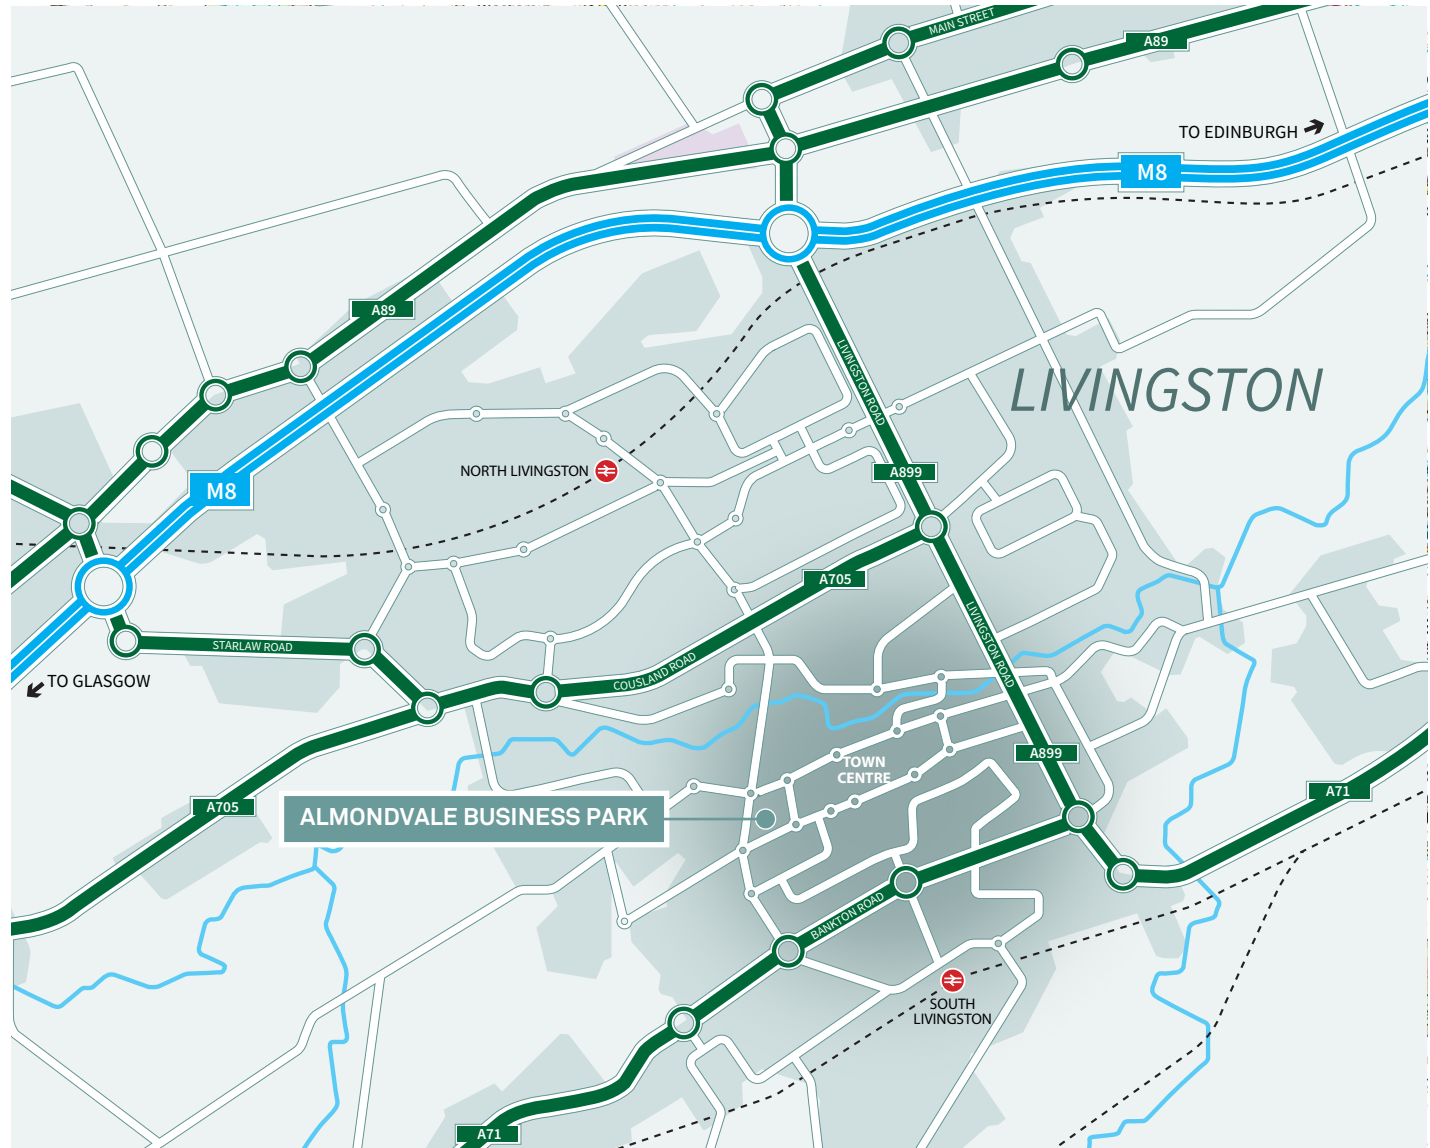 MAIN STREET
A89
TO EDINBURGH
M8
A89
LIVINGSTON ROAD
LIVINGSTON
NORTH LIVINGSTON
A899
M8
A705
STARLAW ROAD
LIVINGSTON ROAD
COUSLAND ROAD
TO GLASGOW
A899
TOWN
CENTRE
A71
A705
ALMONDVALE BUSINESS PARK
BANKTON ROAD
SOUTH
LIVINGSTON
A71